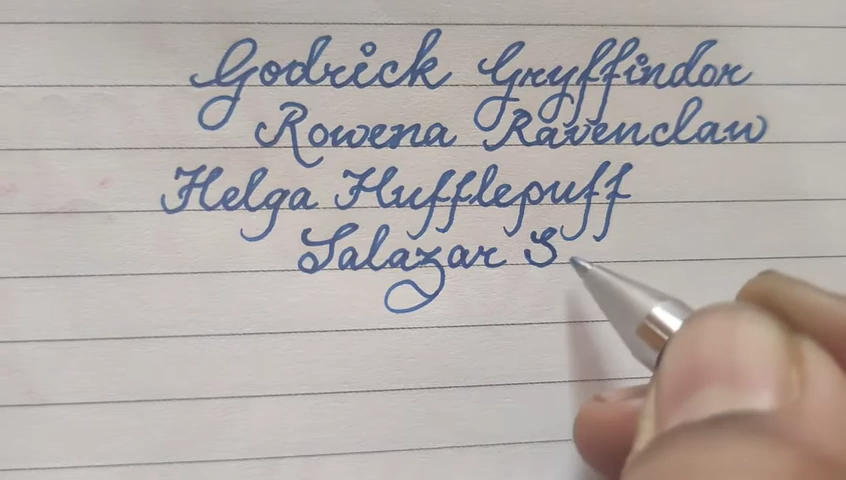 Godrick Gryffindor
Rowena Ravenclaw
Helga Hufflepuff
Salazar S